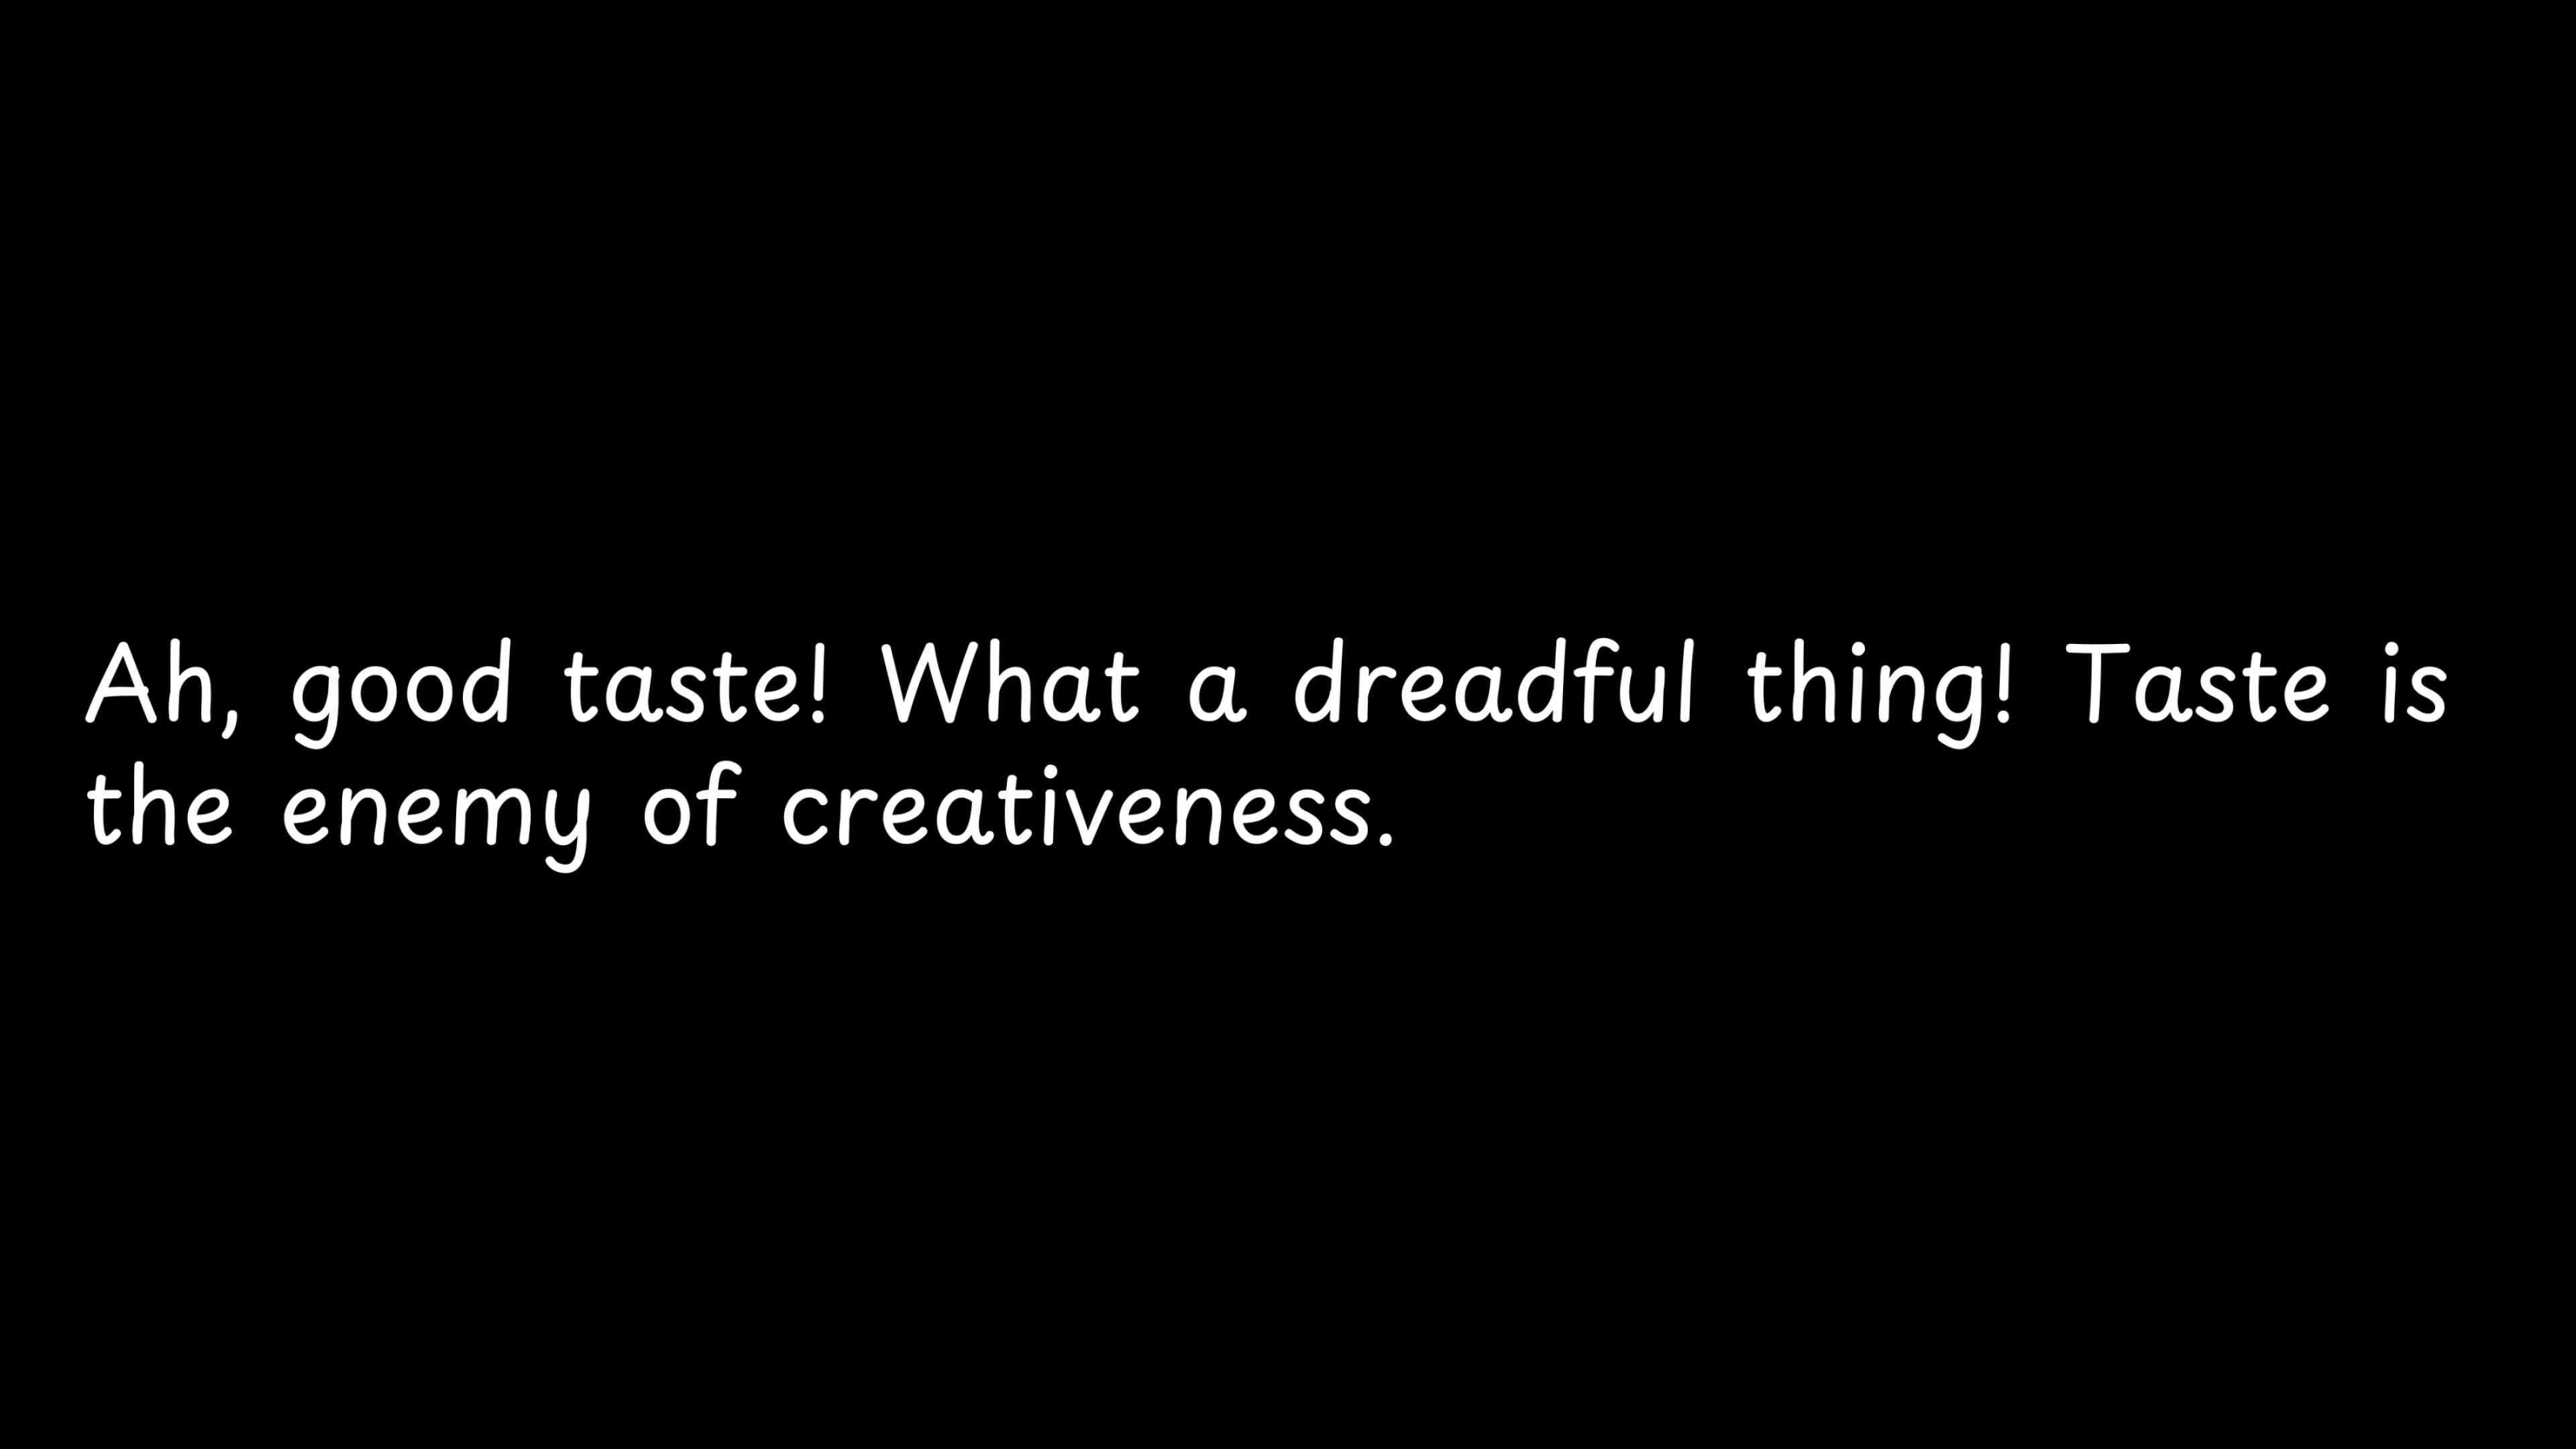 Ah, good taste! What a dreadful thing! Taste is
the enemy of creativeness.